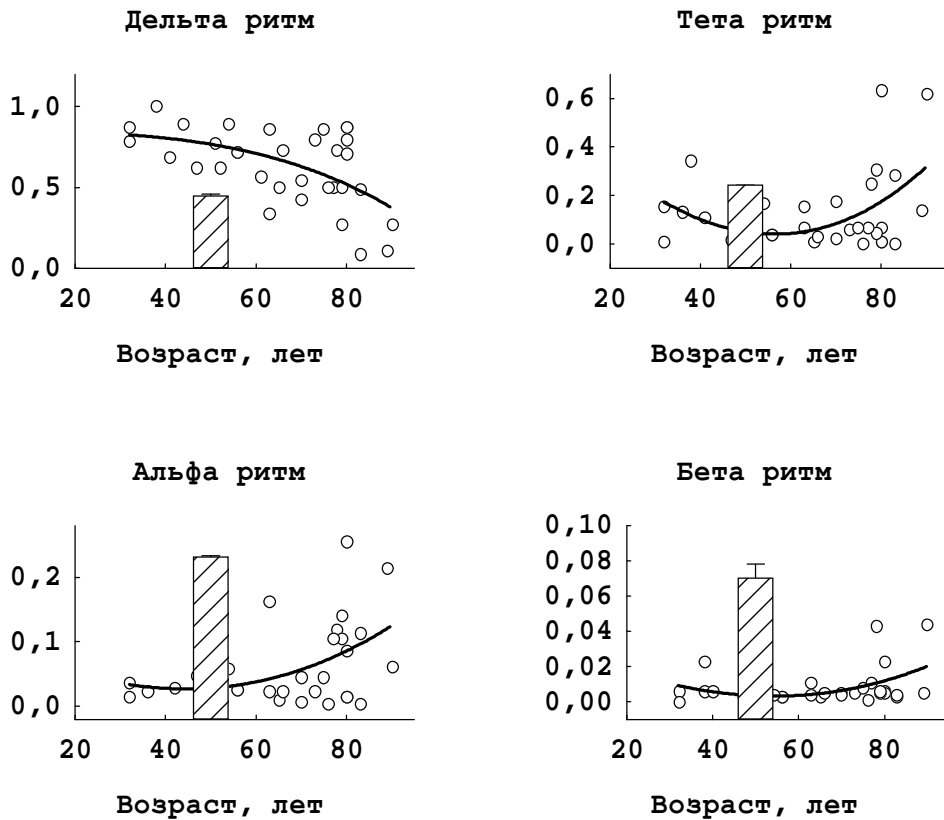 Дельта ритм
1,0
0,5
0,0
20 40 60 80
Возраст, лет
Тета ритм
0,6
0,4
0,2
0,0
20 40 60 80
Возраст, лет
Альфа ритм
0,2
0,1
0,0
20 40 60 80
Возраст, лет
Бета ритм
0,10
0,08
0,06
0,04
0,02
0,00
20 40 60 80
Возраст, лет